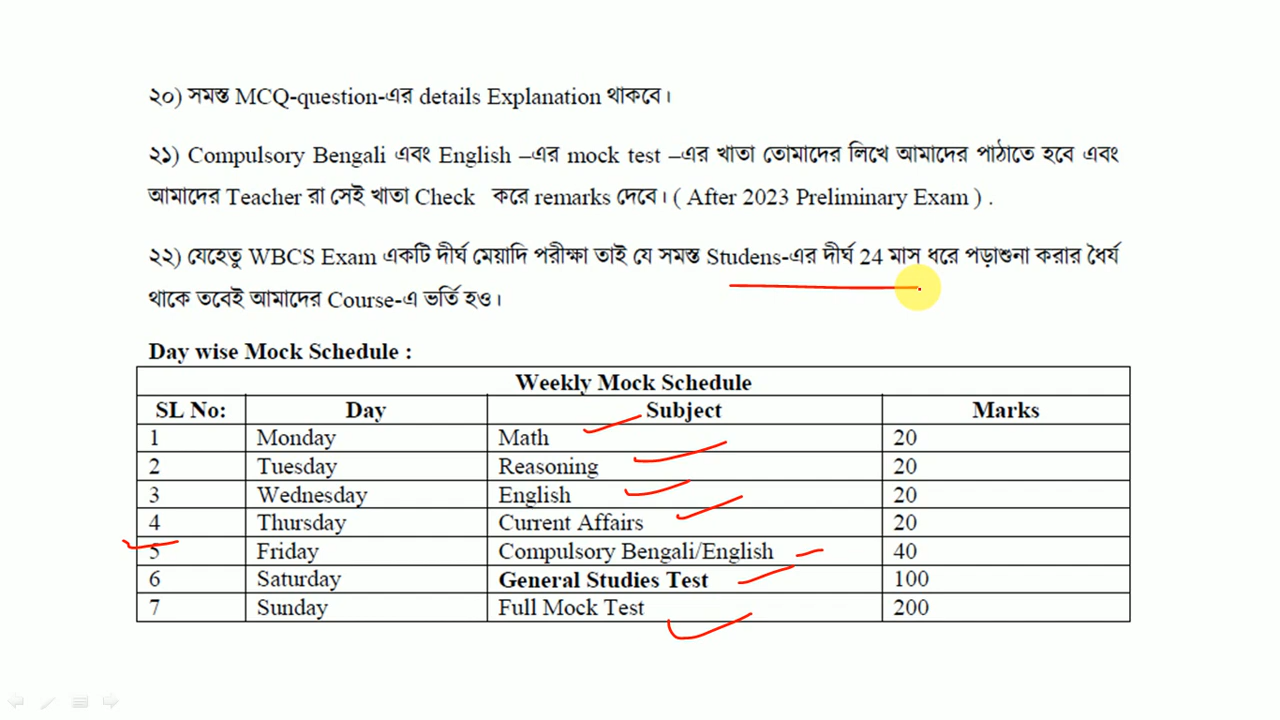 ২০) সমস্ত MCQ-question-এর details Explanation থাকবে।
২১) Compulsory Bengali এবং English –এর mock test –এর খাতা তোমাদের লিখে আমাদের পাঠাতে হবে এবং
আমাদের Teacher রা সেই খাতা Check করে remarks দেবে। ( After 2023 Preliminary Exam ) .
২২) যেহেতু WBCS Exam একটি দীর্ঘ মেয়াদি পরীক্ষা তাই যে সমস্ত Studens-এর দীর্ঘ 24 মাস ধরে পড়াশুনা করার ধৈর্য
থাকে তবেই আমাদের Course-এ ভর্তি হও।
Day wise Mock Schedule :
Weekly Mock Schedule
SL No: Day Subject Marks
1 Monday Math 20
2 Tuesday Reasoning 20
3 Wednesday English 20
4 Thursday Current Affairs 20
5 Friday Compulsory Bengali/English 40
6 Saturday General Studies Test 100
7 Sunday Full Mock Test 200